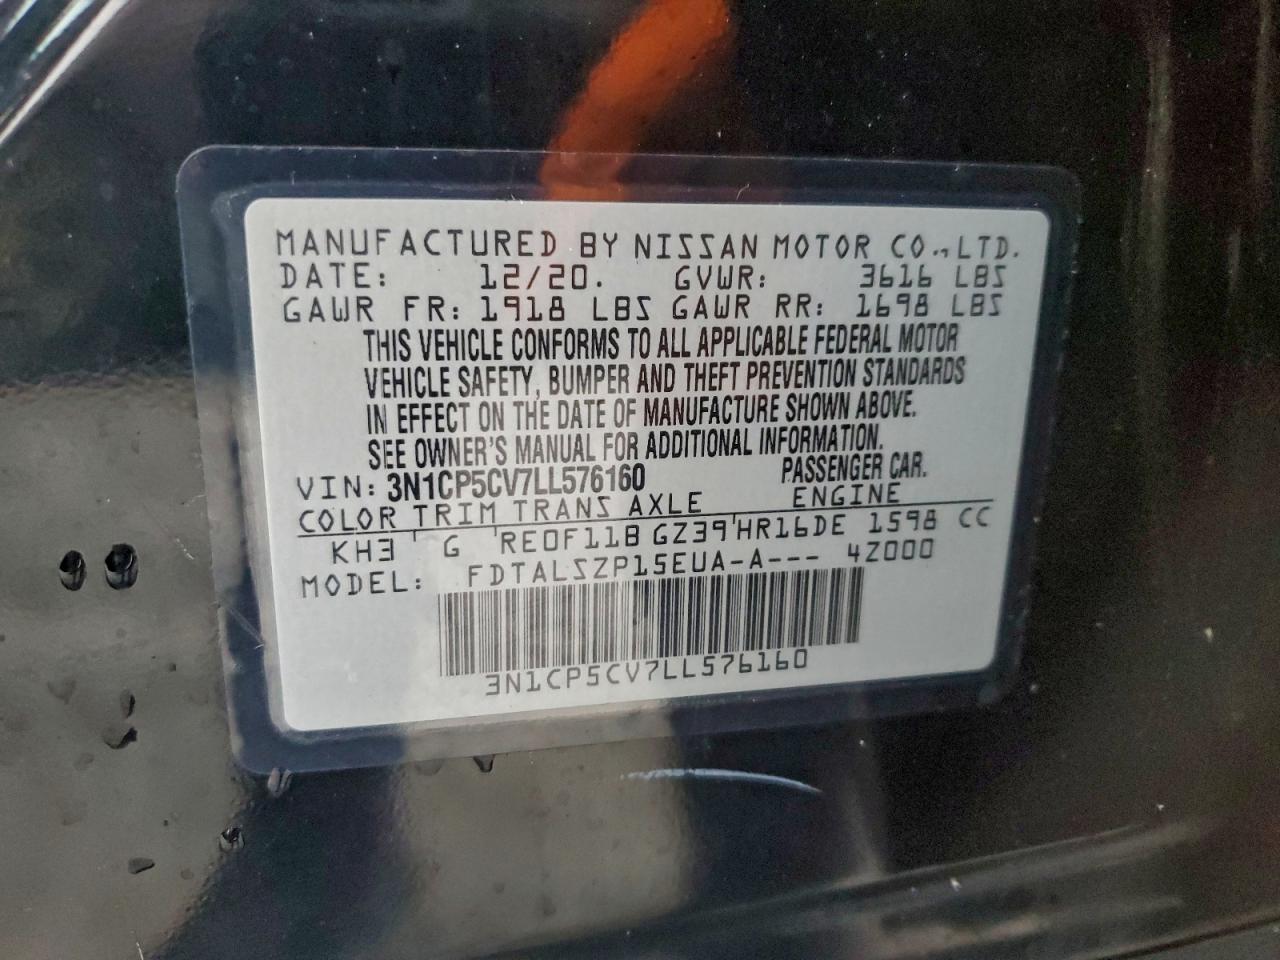 MANUFACTURED BY NISSAN MOTOR CO., LTD.
DATE: 12/20. GVWR: 3616 LBS
GAWR FR: 1918 LBS GAWR RR: 1698 LBS
THIS VEHICLE CONFORMS TO ALL APPLICABLE FEDERAL MOTOR
VEHICLE SAFETY, BUMPER AND THEFT PREVENTION STANDARDS
IN EFFECT ON THE DATE OF MANUFACTURE SHOWN ABOVE.
SEE OWNER'S MANUAL FOR ADDITIONAL INFORMATION.
VIN: 3N1CP5CV7LL576160 PASSENGER CAR.
COLOR TRIM TRANS AXLE ENGINE
KH3 G RE0F11B GZ39 HR16DE 1598 CC
MODEL: FDTALSZP15EUA-A--- 4Z000
3N1CP5CV7LL576160